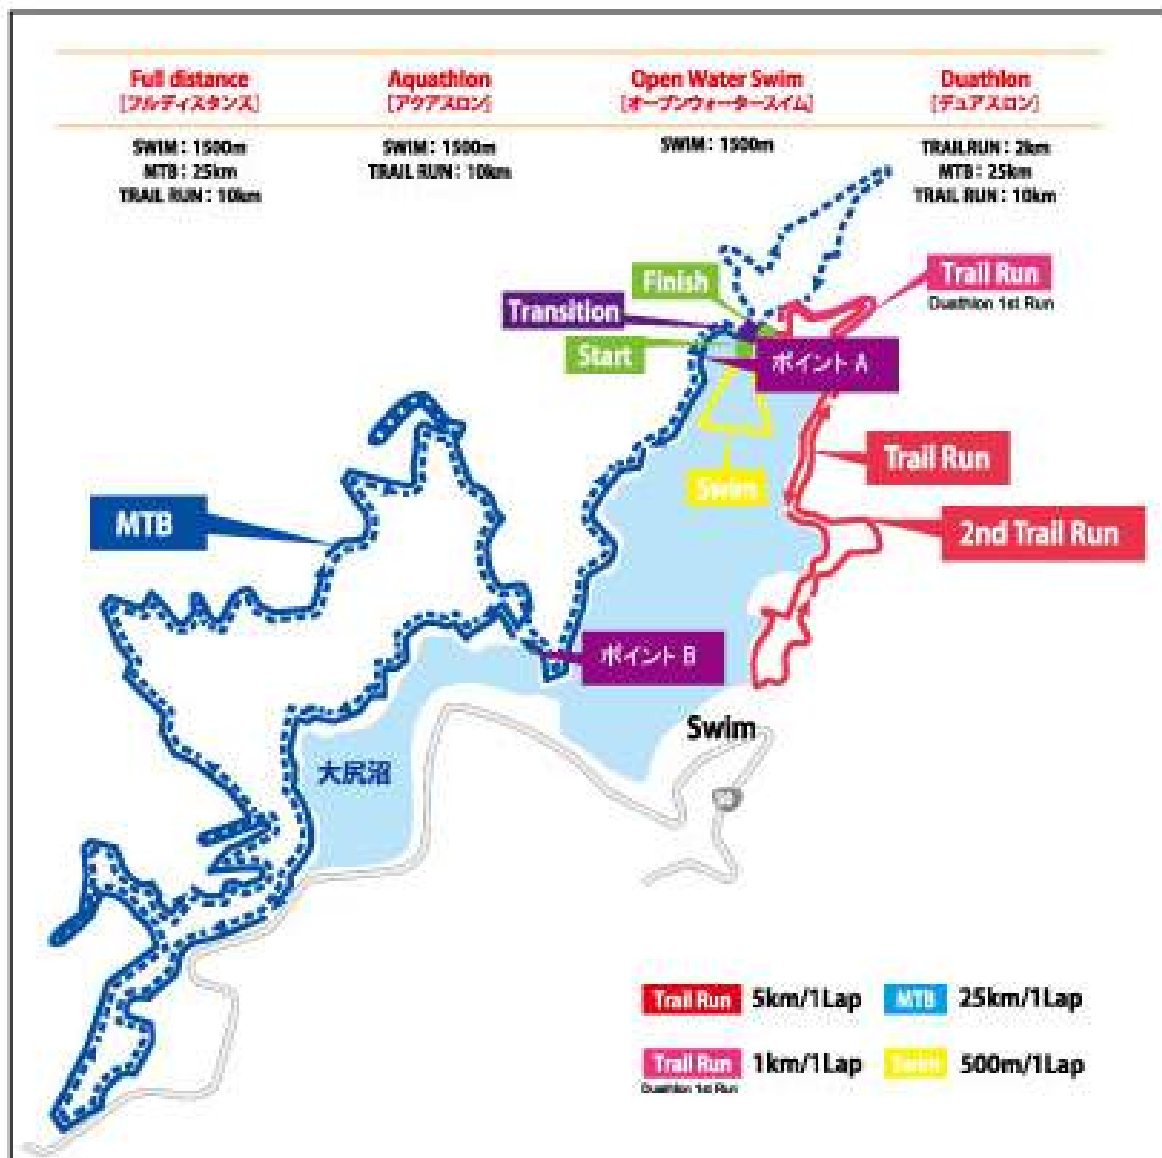 Full distance
[フルディスタンス]
SWIM：1500m
MTB：25km
TRAIL RUN：10km
Aquathlon
[アクアスロン]
SWIM：1500m
TRAIL RUN：10km
Open Water Swim
[オープンウォータースイム]
SWIM：1500m
Duathlon
[デュアスロン]
TRAILRUN：2km
MTB：25km
TRAIL RUN：10km
Finish
Trail Run
Duathlon 1st Run
Transition
Start
ポイント A
Trail Run
Swim
MTB
2nd Trail Run
ポイント B
Swim
大尻沼
Trail Run 5km/1Lap
MTB 25km/1Lap
Trail Run 1km/1Lap
Duathlon 1st Run
Swim 500m/1Lap